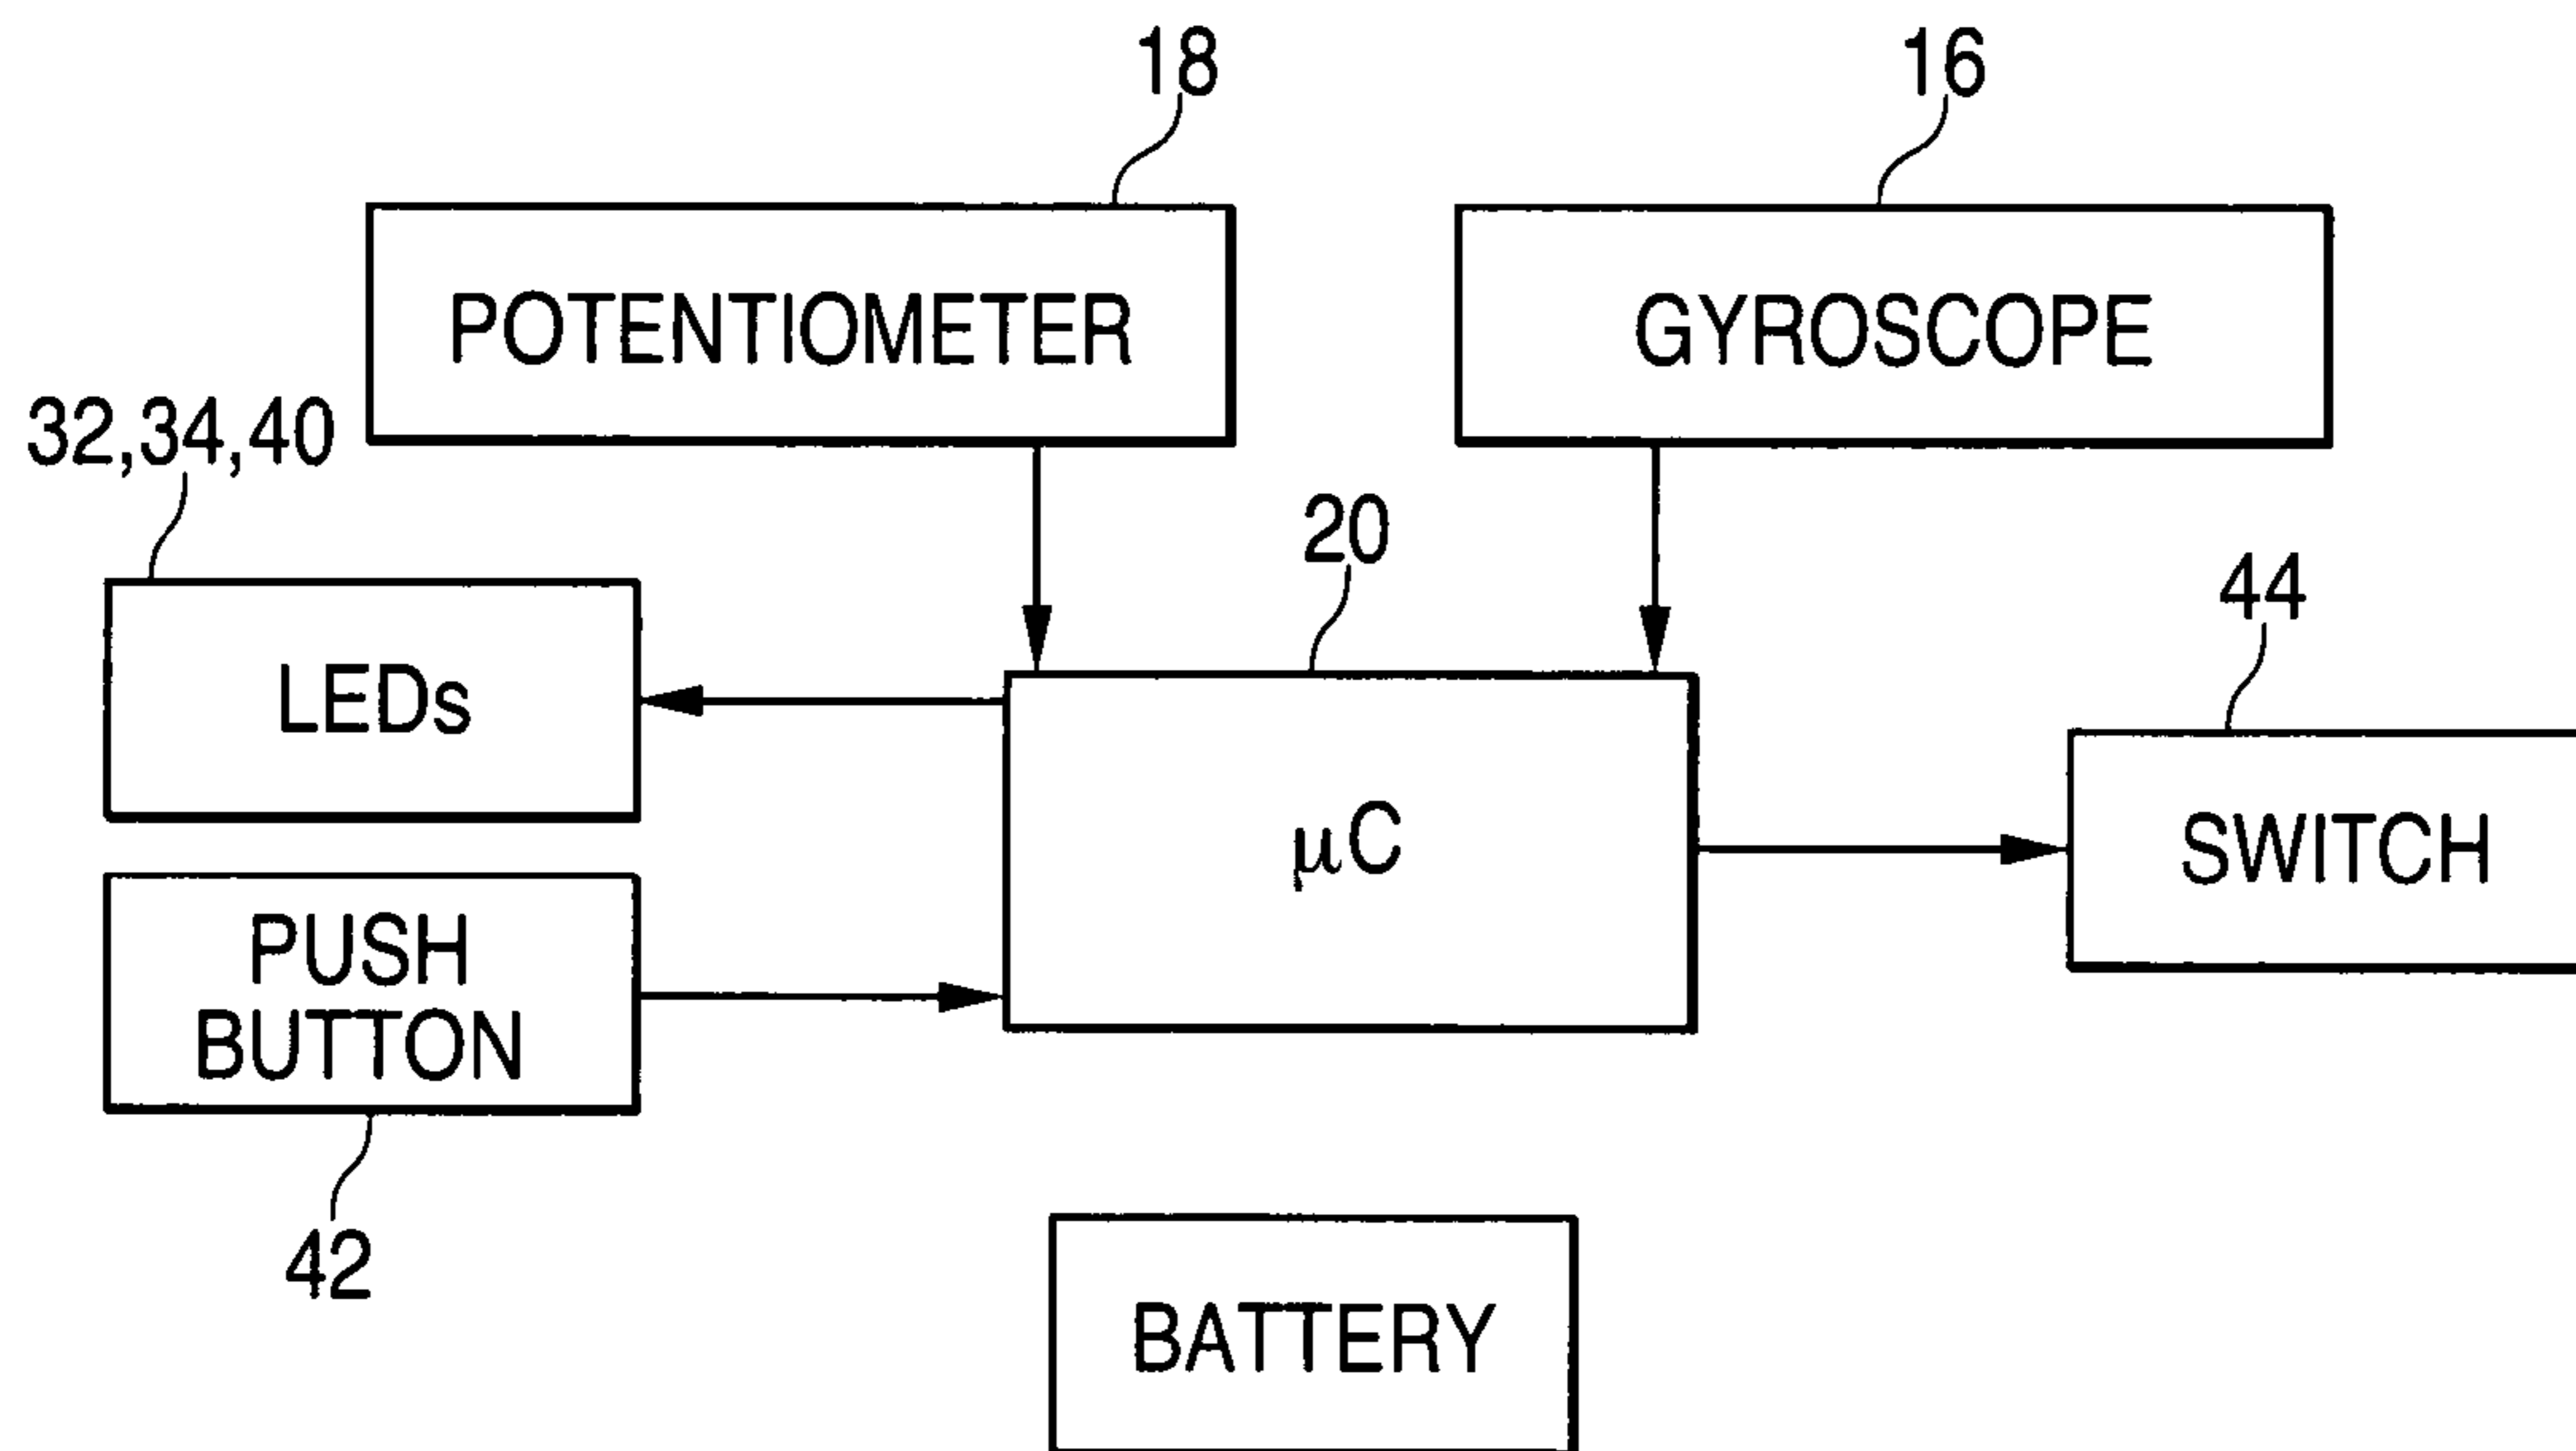 18
16
POTENTIOMETER
GYROSCOPE
32,34,40
20
44
LEDs
μC
SWITCH
PUSH
BUTTON
42
BATTERY